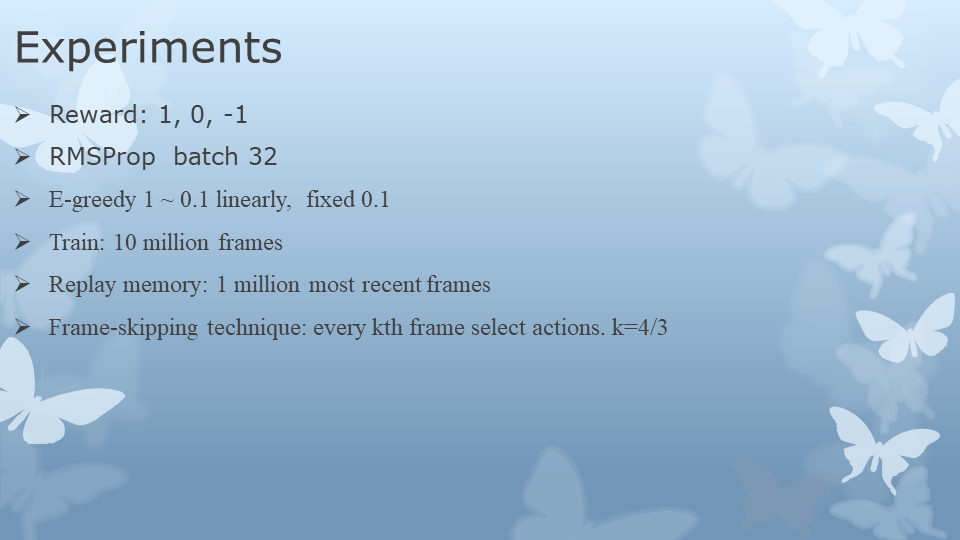 Experiments
➢ Reward: 1, 0, -1
➢ RMSProp  batch 32
➢ E-greedy 1 ~ 0.1 linearly,  fixed 0.1
➢ Train: 10 million frames
➢ Replay memory: 1 million most recent frames
➢ Frame-skipping technique: every kth frame select actions. k=4/3